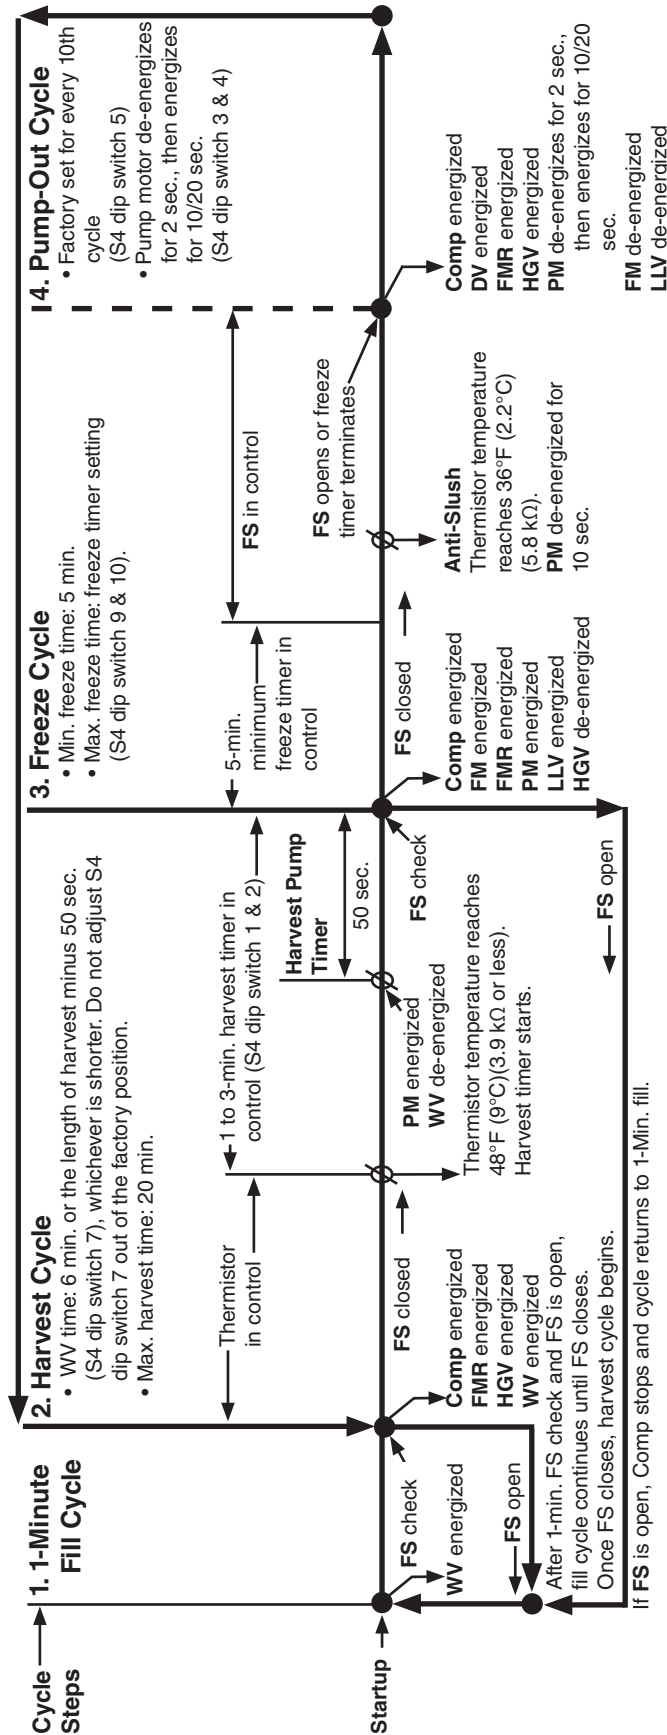 Cycle
Steps
1. 1-Minute
Fill Cycle
2. Harvest Cycle
• WV time: 6 min. or the length of harvest minus 50 sec.
(S4 dip switch 7), whichever is shorter. Do not adjust S4
dip switch 7 out of the factory position.
• Max. harvest time: 20 min.
3. Freeze Cycle
• Min. freeze time: 5 min.
• Max. freeze time: freeze timer setting
(S4 dip switch 9 & 10).
4. Pump-Out Cycle
• Factory set for every 10th
cycle
(S4 dip switch 5)
• Pump motor de-energizes
for 2 sec., then energizes
for 10/20 sec.
(S4 dip switch 3 & 4)
Thermistor
in control
1 to 3-min. harvest timer in
control (S4 dip switch 1 & 2)
Harvest Pump
Timer
50 sec.
5-min.
minimum
freeze timer in
control
FS in control
FS opens or freeze
timer terminates
Startup
FS check
WV energized
FS open
FS closed
Comp energized
FMR energized
HGV energized
WV energized
After 1-min. FS check and FS is open,
fill cycle continues until FS closes.
Once FS closes, harvest cycle begins.
PM energized
WV de-energized
Thermistor temperature reaches
48°F (9°C)(3.9 kΩ or less).
Harvest timer starts.
FS check
FS closed
Comp energized
FM energized
FMR energized
PM energized
LLV energized
HGV de-energized
Anti-Slush
Thermistor temperature
reaches 36°F (2.2°C)
(5.8 kΩ).
PM de-energized for
10 sec.
Comp energized
DV energized
FMR energized
HGV energized
PM de-energizes for 2 sec.,
then energizes for 10/20
sec.
FM de-energized
LLV de-energized
FS open
If FS is open, Comp stops and cycle returns to 1-Min. fill.